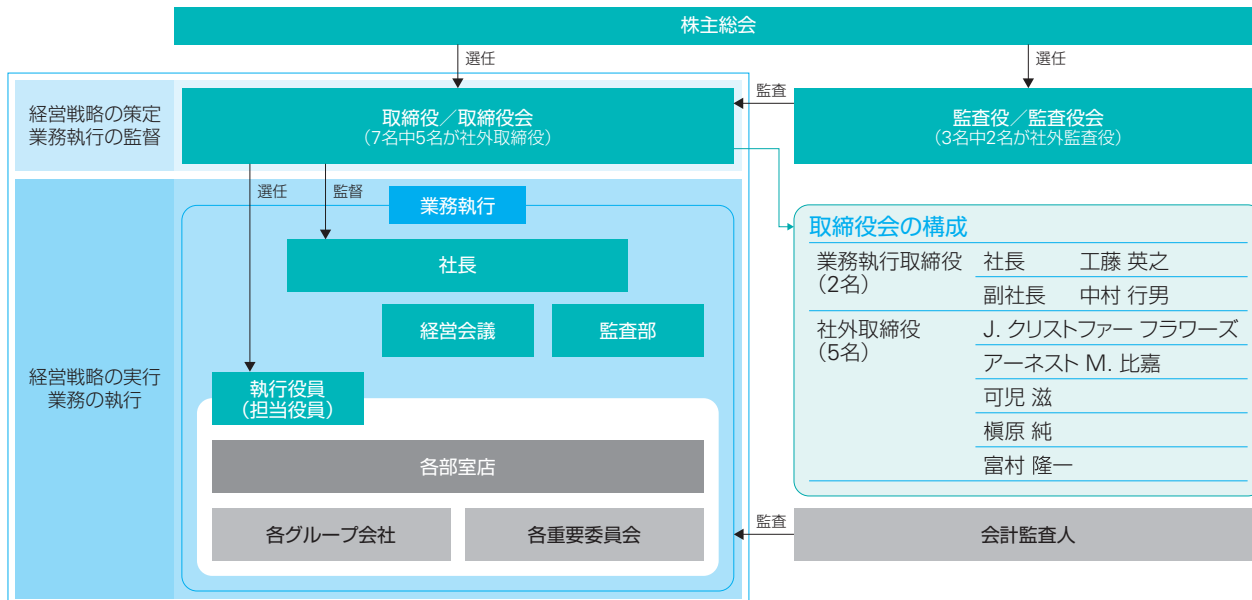 株主総会
選任
選任
経営戦略の策定
業務執行の監督
取締役／取締役会
（7名中5名が社外取締役）
監査
監査役／監査役会
（3名中2名が社外監査役）
選任
監督
経営戦略の実行
業務の執行
業務執行
社長
経営会議
監査部
執行役員
（担当役員）
各部室店
各グループ会社
各重要委員会
取締役会の構成
業務執行取締役
（2名）
社長 工藤 英之
副社長 中村 行男
社外取締役
（5名）
J. クリストファー フラワーズ
アーネスト M. 比嘉
可児 滋
槇原 純
富村 隆一
監査
会計監査人